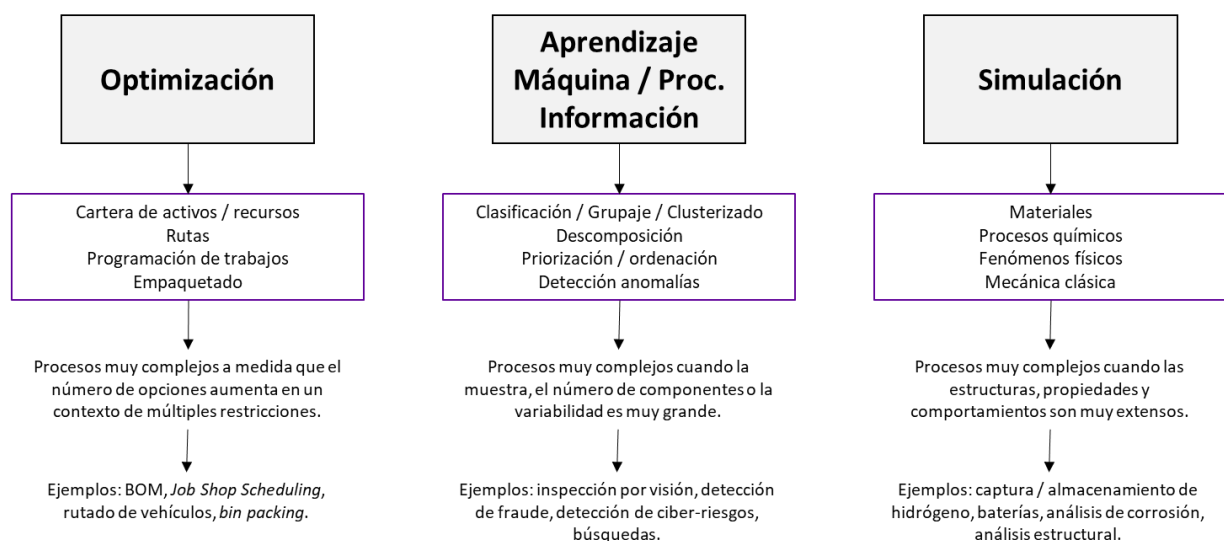 Optimización
Cartera de activos / recursos
Rutas
Programación de trabajos
Empaquetado
Procesos muy complejos a medida que el
número de opciones aumenta en un
contexto de múltiples restricciones.
Ejemplos: BOM, Job Shop Scheduling,
rutado de vehículos, bin packing.
Aprendizaje
Máquina / Proc.
Información
Clasificación / Grupaje / Clusterizado
Descomposición
Priorización / ordenación
Detección anomalías
Procesos muy complejos cuando la
muestra, el número de componentes o la
variabilidad es muy grande.
Ejemplos: inspección por visión, detección
de fraude, detección de ciber-riesgos,
búsquedas.
Simulación
Materiales
Procesos químicos
Fenómenos físicos
Mecánica clásica
Procesos muy complejos cuando las
estructuras, propiedades y
comportamientos son muy extensos.
Ejemplos: captura / almacenamiento de
hidrógeno, baterías, análisis de corrosión,
análisis estructural.